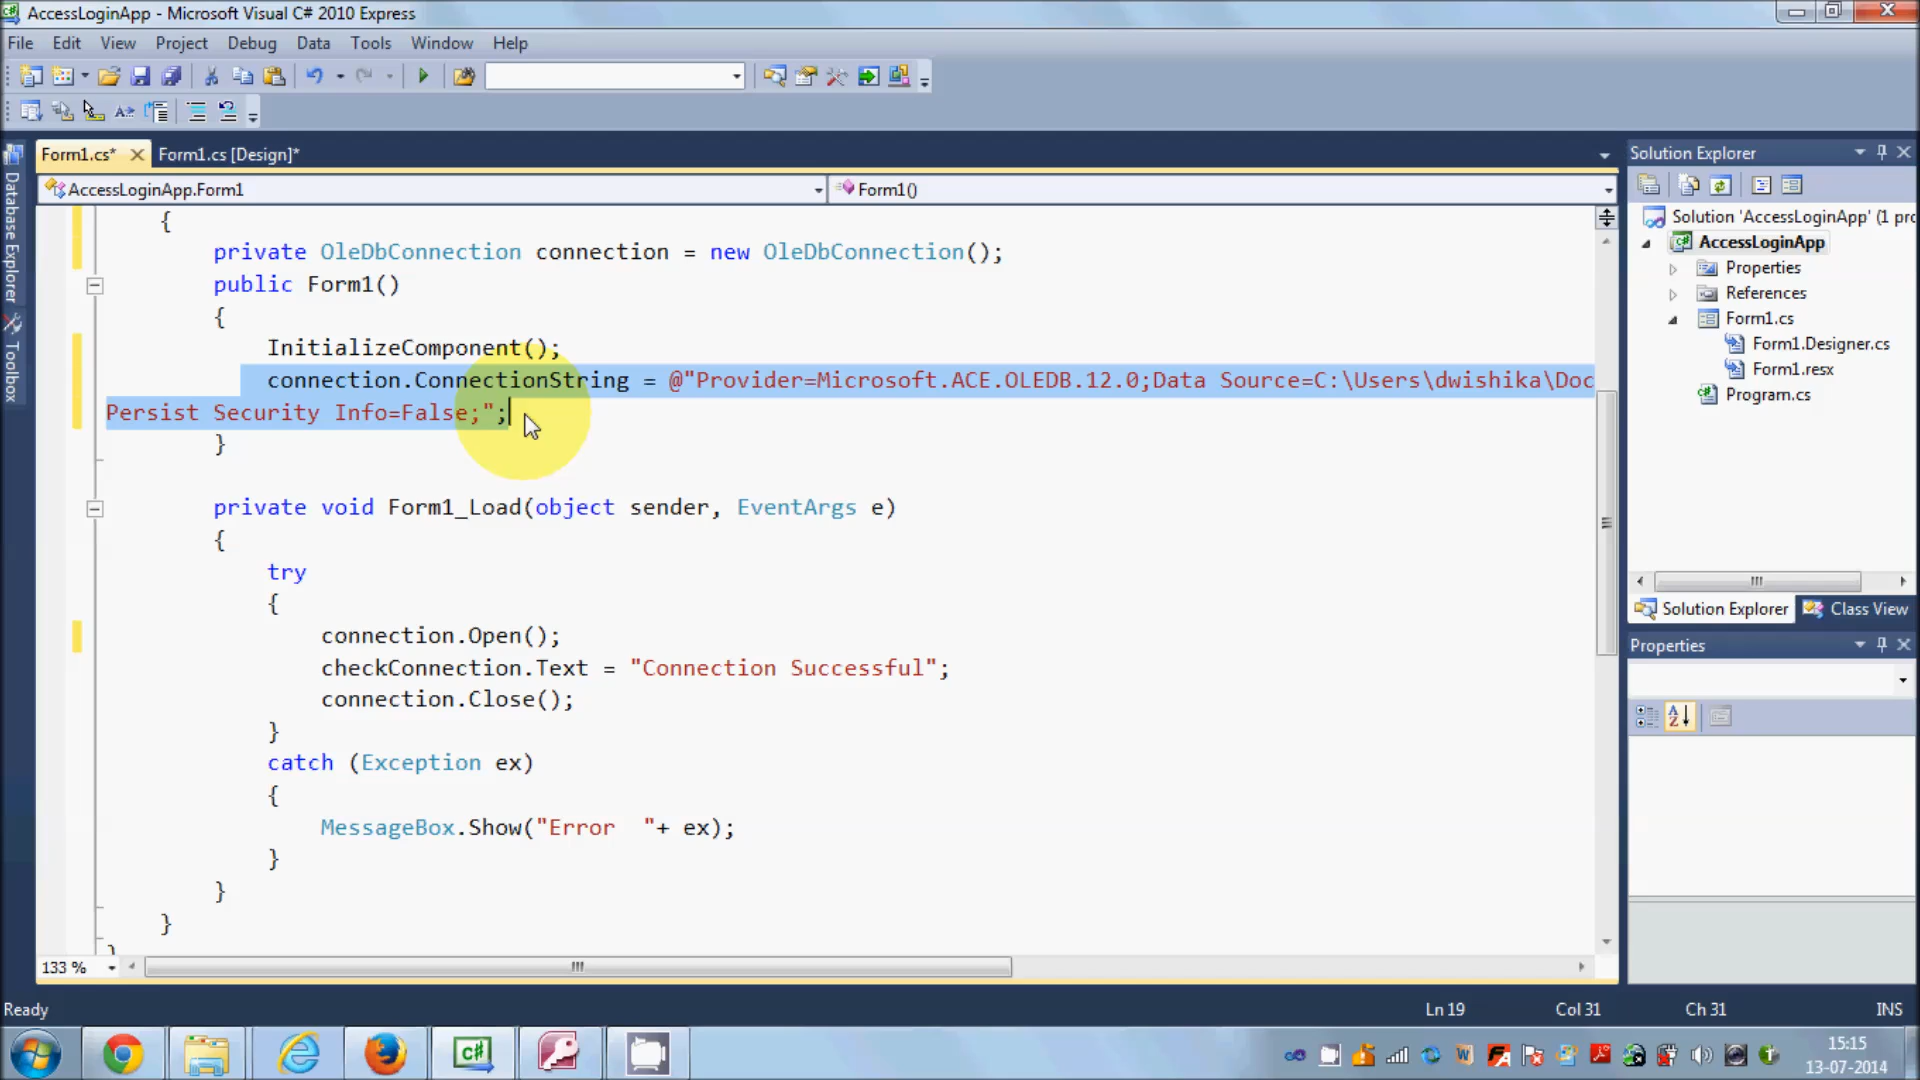 AccessLoginApp - Microsoft Visual C# 2010 Express
File Edit View Project Debug Data Tools Window Help
Form1.cs* Form1.cs [Design]*
AccessLoginApp.Form1 Form1()
Database Explorer
Toolbox
{
private OleDbConnection connection = new OleDbConnection();
public Form1()
{
InitializeComponent();
connection.ConnectionString = @"Provider=Microsoft.ACE.OLEDB.12.0;Data Source=C:\Users\dwishika\Doc
Persist Security Info=False;";
}
private void Form1_Load(object sender, EventArgs e)
{
try
{
connection.Open();
checkConnection.Text = "Connection Successful";
connection.Close();
}
catch (Exception ex)
{
MessageBox.Show("Error  "+ ex);
}
}
}
}
133 %
Solution Explorer
Solution 'AccessLoginApp' (1 pro
AccessLoginApp
Properties
References
Form1.cs
Form1.Designer.cs
Form1.resx
Program.cs
Solution Explorer Class View
Properties
Ready Ln 19 Col 31 Ch 31 INS
15:15
13-07-2014